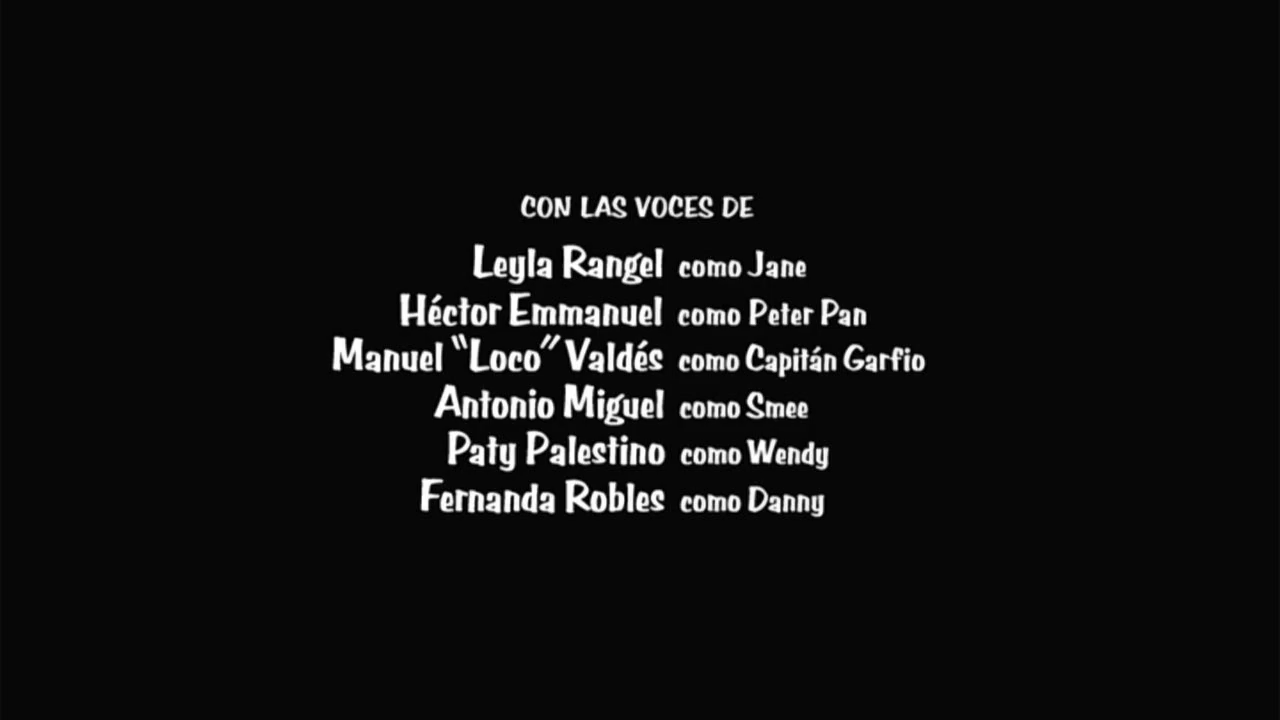 CON LAS VOCES DE
Leyla Rangel como Jane
Héctor Emmanuel como Peter Pan
Manuel "Loco" Valdés como Capitán Garfio
Antonio Miguel como Smee
Paty Palestino como Wendy
Fernanda Robles como Danny